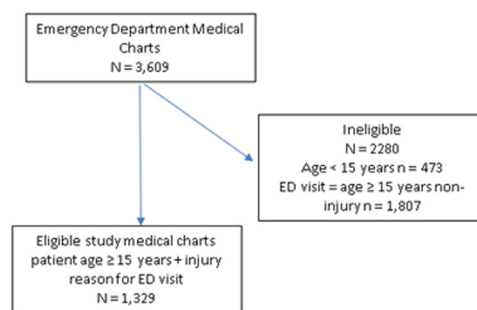 Emergency Department Medical
Charts
N = 3,609
Ineligible
N = 2280
Age < 15 years n = 473
ED visit = age ≥ 15 years non-
injury n = 1,807
Eligible study medical charts
patient age ≥ 15 years + injury
reason for ED visit
N = 1,329